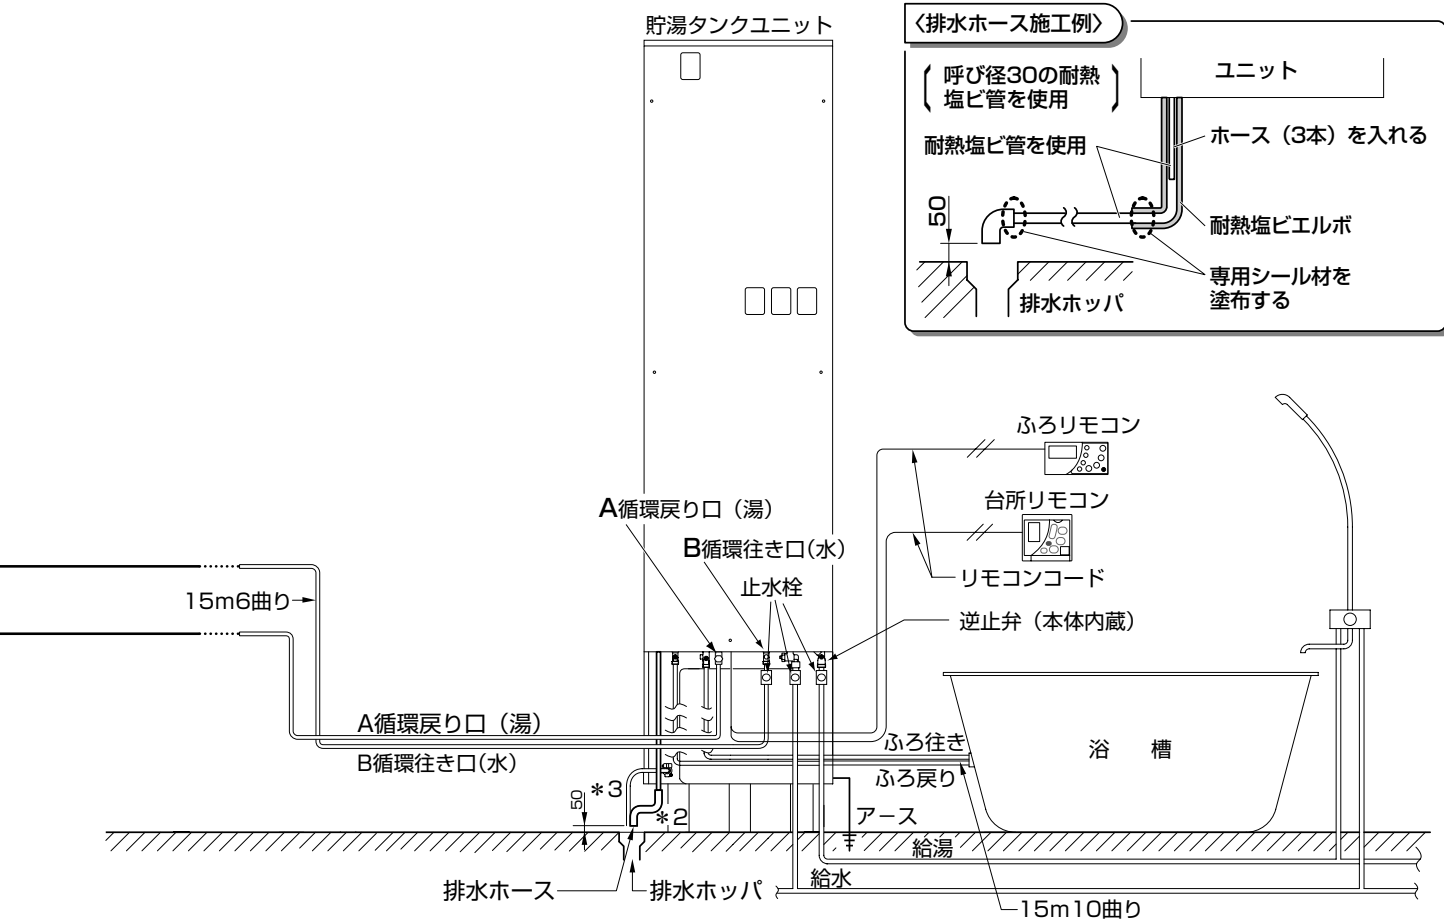 貯湯タンクユニット
〈排水ホース施工例〉
呼び径30の耐熱
塩ビ管を使用
ユニット
耐熱塩ビ管を使用
ホース（3本）を入れる
50
耐熱塩ビエルボ
専用シール材を
塗布する
排水ホッパ
ふろリモコン
台所リモコン
A循環戻り口（湯）
B循環往き口(水)
止水栓
リモコンコード
逆止弁（本体内蔵）
15m6曲り
A循環戻り口（湯）
B循環往き口(水)
ふろ往き
ふろ戻り
浴　槽
50
＊3
＊2
アース
給湯
給水
排水ホース
排水ホッパ
15m10曲り